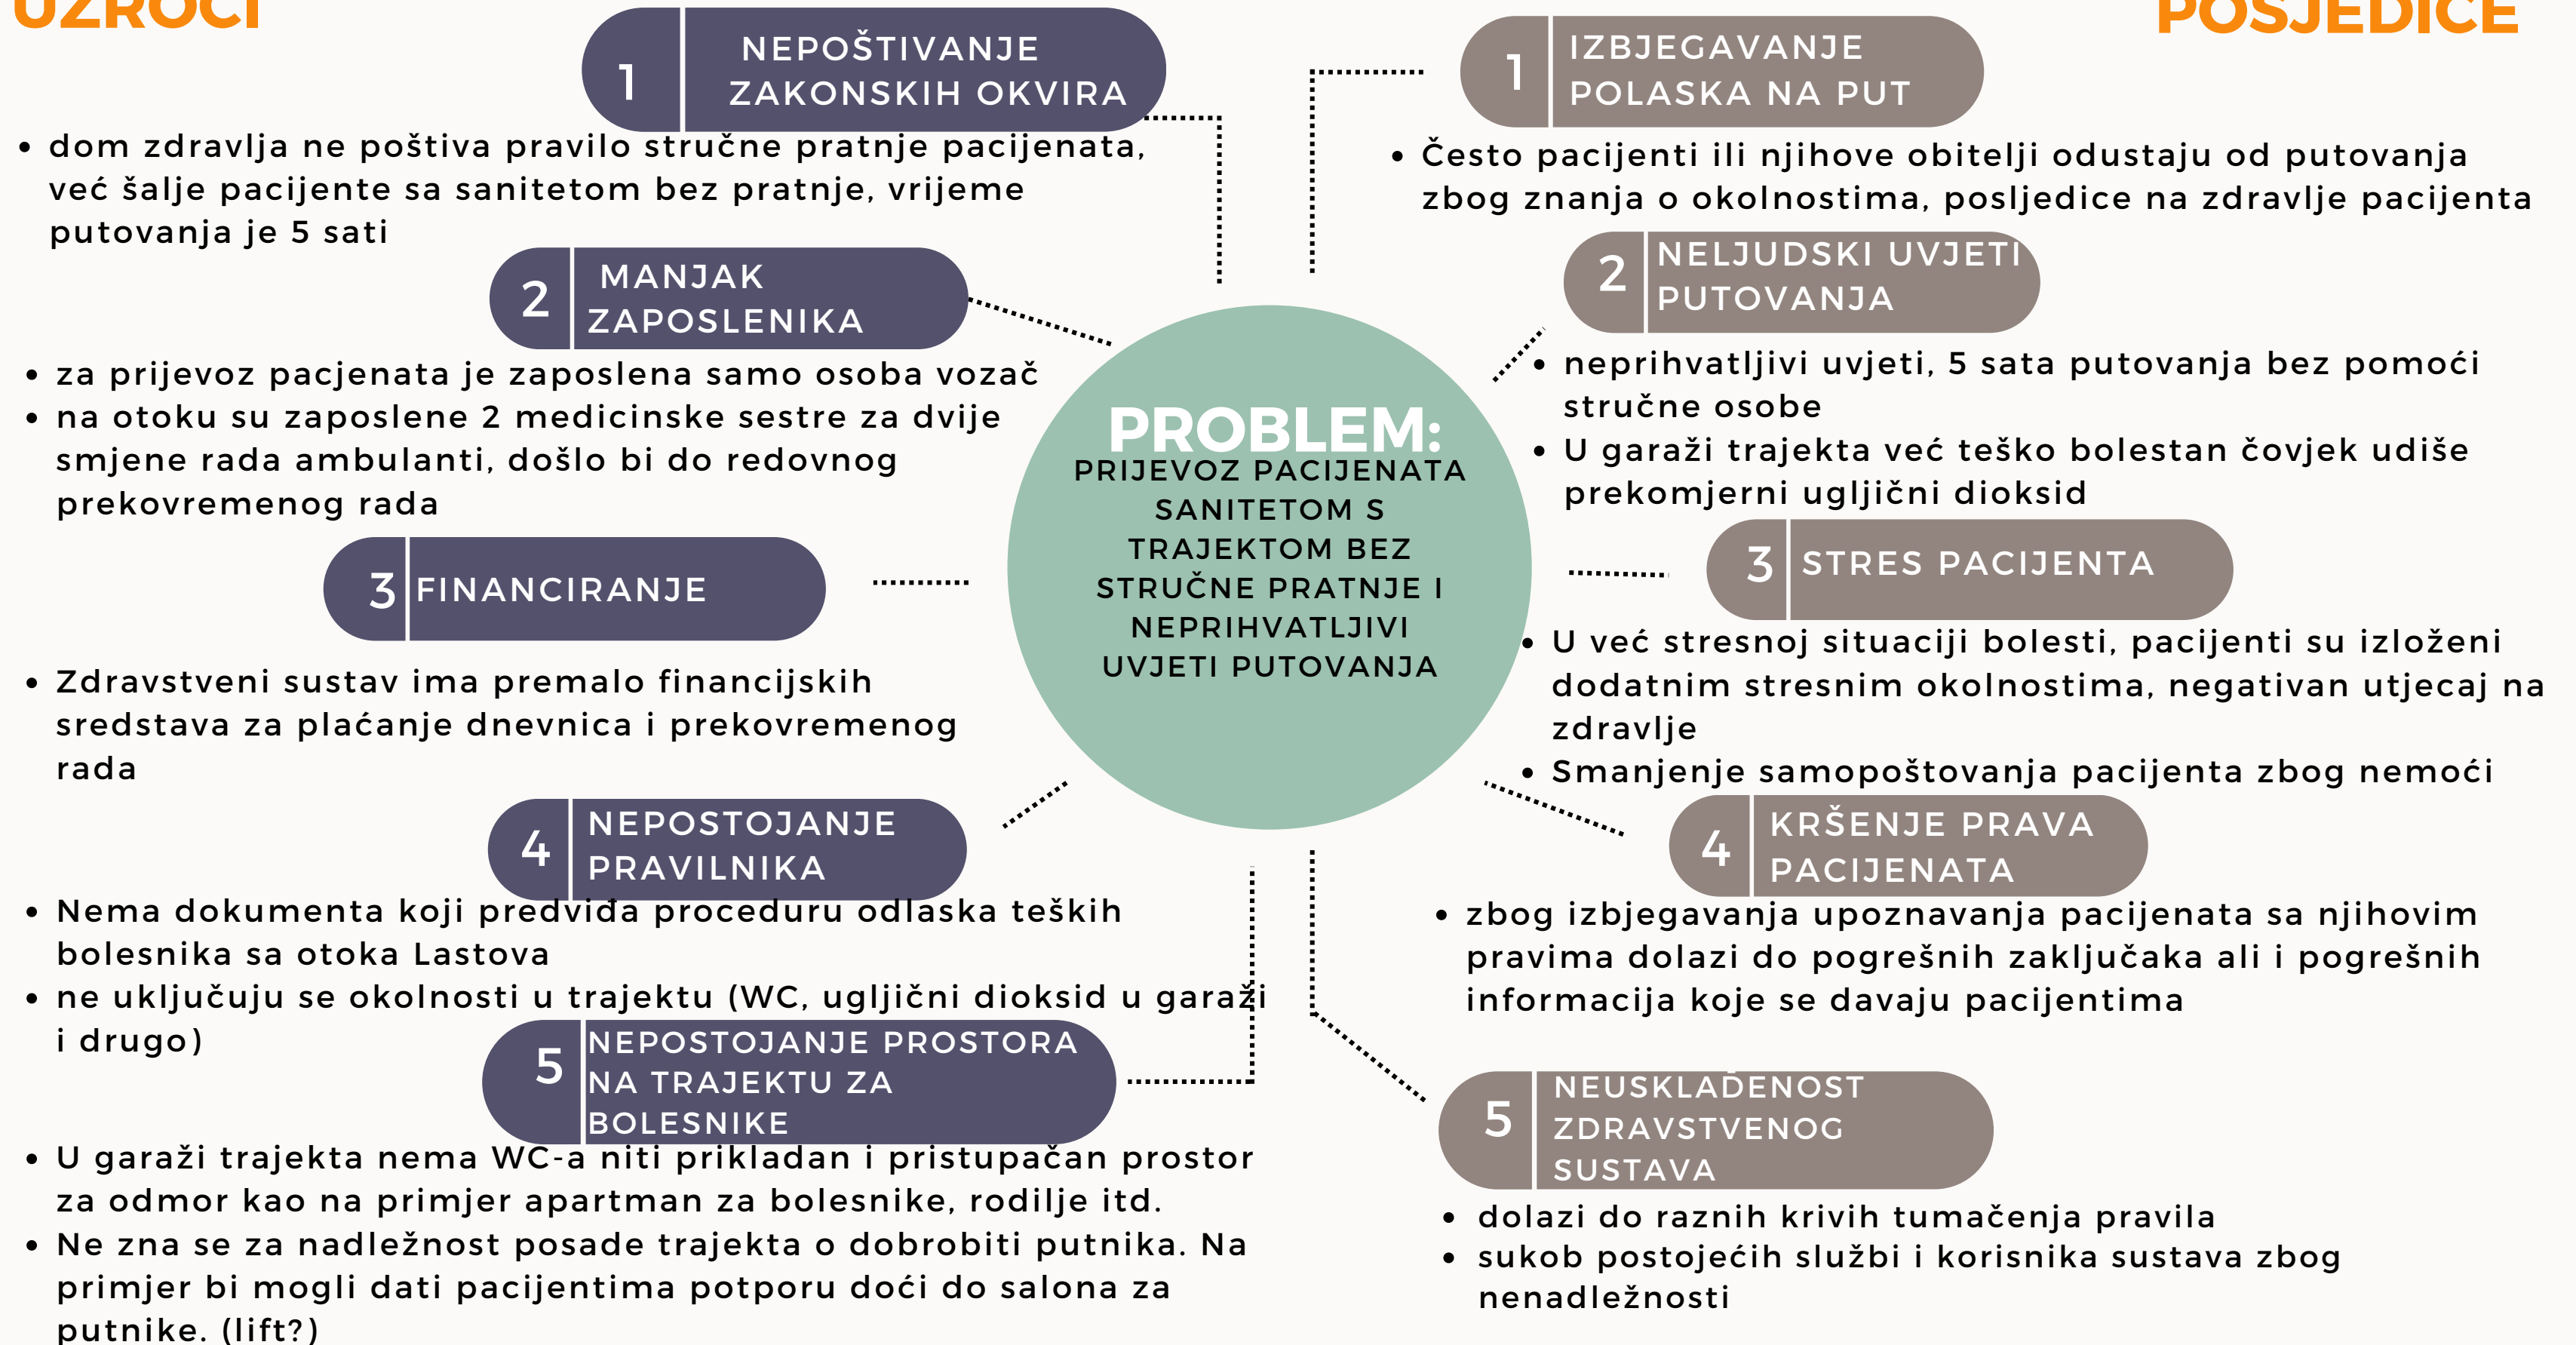 UZROCI
1
NEPOŠTIVANJE
ZAKONSKIH OKVIRA
• dom zdravlja ne poštiva pravilo stručne pratnje pacijenata,
već šalje pacijente sa sanitetom bez pratnje, vrijeme
putovanja je 5 sati
2
MANJAK
ZAPOSLENIKA
• za prijevoz pacjenata je zaposlena samo osoba vozač
• na otoku su zaposlene 2 medicinske sestre za dvije
smjene rada ambulanti, došlo bi do redovnog
prekovremenog rada
3
FINANCIRANJE
• Zdravstveni sustav ima premalo financijskih
sredstava za plaćanje dnevnica i prekovremenog
rada
4
NEPOSTOJANJE
PRAVILNIKA
• Nema dokumenta koji predviđa proceduru odlaska teških
bolesnika sa otoka Lastova
• ne uključuju se okolnosti u trajektu (WC, ugljični dioksid u garaži
i drugo)
5
NEPOSTOJANJE PROSTORA
NA TRAJEKTU ZA
BOLESNIKE
• U garaži trajekta nema WC-a niti prikladan i pristupačan prostor
za odmor kao na primjer apartman za bolesnike, rodilje itd.
• Ne zna se za nadležnost posade trajekta o dobrobiti putnika. Na
primjer bi mogli dati pacijentima potporu doći do salona za
putnike. (lift?)
PROBLEM:
PRIJEVOZ PACIJENATA
SANITETOM S
TRAJEKTOM BEZ
STRUČNE PRATNJE I
NEPRIHVATLJIVI
UVJETI PUTOVANJA
POSJEDICE
1
IZBJEGAVANJE
POLASKA NA PUT
• Često pacijenti ili njihove obitelji odustaju od putovanja
zbog znanja o okolnostima, posljedice na zdravlje pacijenta
2
NELJUDSKI UVJETI
PUTOVANJA
• neprihvatljivi uvjeti, 5 sata putovanja bez pomoći
stručne osobe
• U garaži trajekta već teško bolestan čovjek udiše
prekomjerni ugljični dioksid
3
STRES PACIJENTA
• U već stresnoj situaciji bolesti, pacijenti su izloženi
dodatnim stresnim okolnostima, negativan utjecaj na
zdravlje
• Smanjenje samopoštovanja pacijenta zbog nemoći
4
KRŠENJE PRAVA
PACIJENATA
• zbog izbjegavanja upoznavanja pacijenata sa njihovim
pravima dolazi do pogrešnih zaključaka ali i pogrešnih
informacija koje se davaju pacijentima
5
NEUSKLAĐENOST
ZDRAVSTVENOG
SUSTAVA
• dolazi do raznih krivih tumačenja pravila
• sukob postojećih službi i korisnika sustava zbog
nenadležnosti